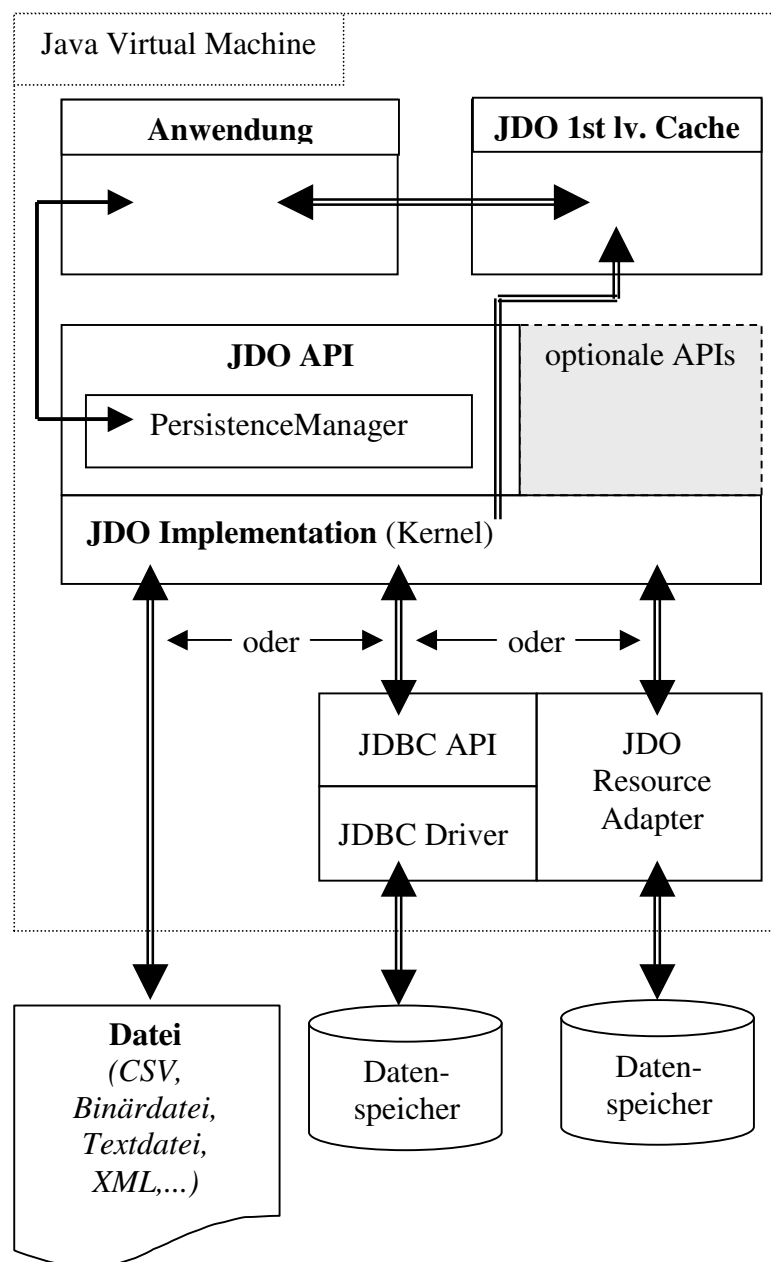 Java Virtual Machine
Anwendung
JDO 1st lv. Cache
JDO API
optionale APIs
PersistenceManager
JDO Implementation (Kernel)
oder
oder
JDBC API
JDBC Driver
JDO
Resource
Adapter
Datei
(CSV,
Binärdatei,
Textdatei,
XML,...)
Daten-
speicher
Daten-
speicher